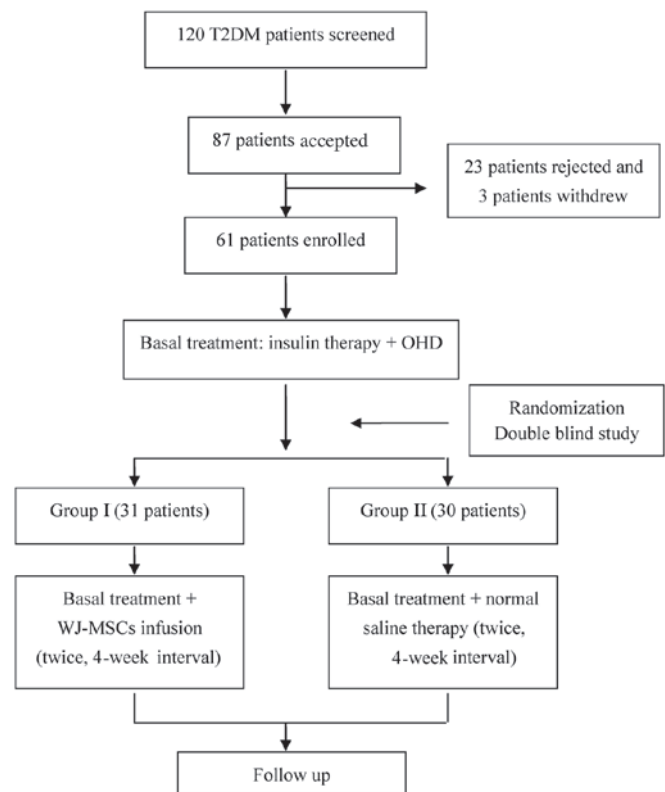 120 T2DM patients screened
87 patients accepted
23 patients rejected and
3 patients withdrew
61 patients enrolled
Basal treatment: insulin therapy + OHD
Randomization
Double blind study
Group I (31 patients)
Group II (30 patients)
Basal treatment +
WJ-MSCs infusion
(twice, 4-week interval)
Basal treatment + normal
saline therapy (twice,
4-week interval)
Follow up